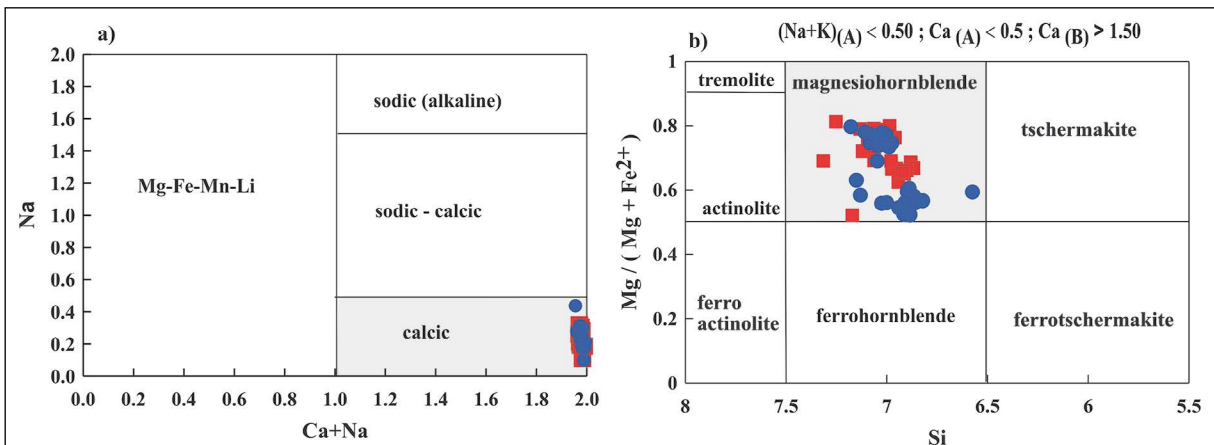 a)
2.0
1.8
1.6
1.4
1.2
1.0
0.8
0.6
0.4
0.2
0.0
Na
sodic (alkaline)
Mg-Fe-Mn-Li
sodic - calcic
calcic
0.0 0.2 0.4 0.6 0.8 1.0 1.2 1.4 1.6 1.8 2.0
Ca+Na
b)
(Na+K)(A) < 0.50 ; Ca (A) < 0.5 ; Ca (B) > 1.50
1
0.8
0.6
0.4
0.2
0
Mg / ( Mg + Fe2+)
tremolite
magnesiohornblende
tschermakite
actinolite
ferro
actinolite
ferrohornblende
ferrotschermakite
8 7.5 7 6.5 6 5.5
Si